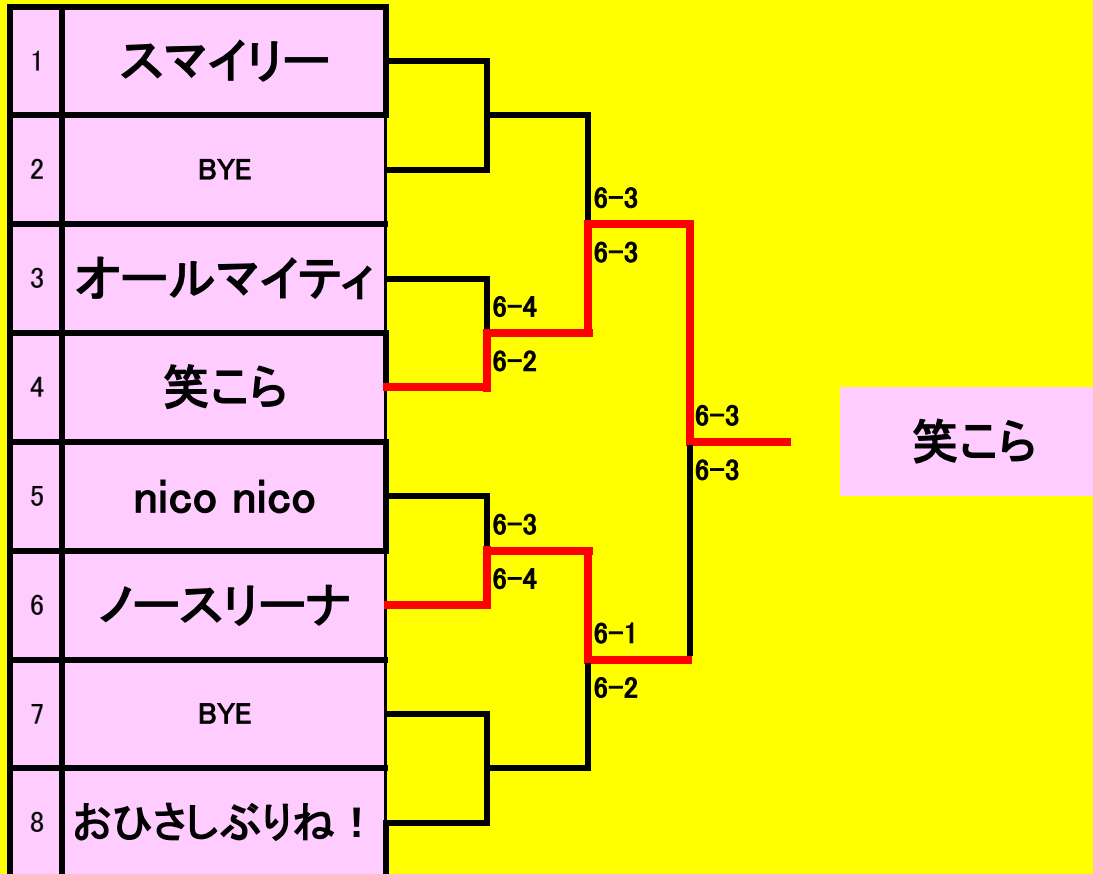 1 スマイリー
2 BYE
6-3
6-3
3 オールマイティ
6-4
6-2
4 笑こら
6-3
6-3
笑こら
5 nico nico
6-3
6-4
6 ノースリーナ
6-1
6-2
7 BYE
8 おひさしぶりね！